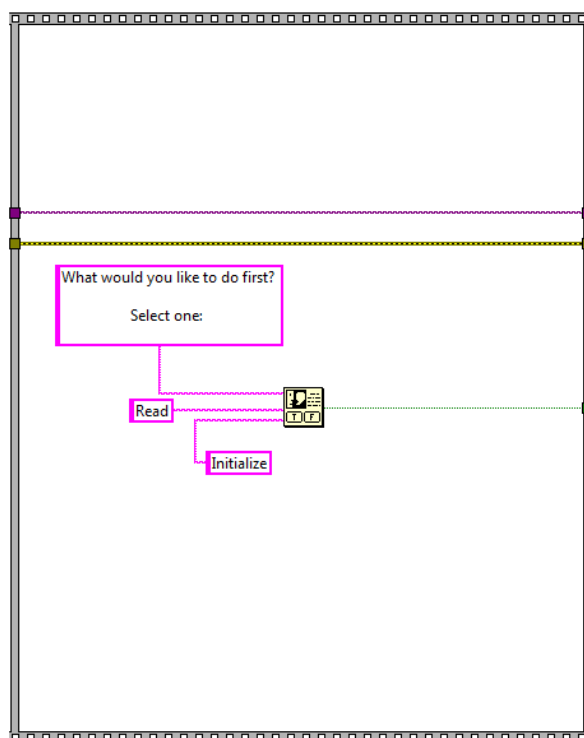 What would you like to do first?
Select one:
Read
T F
Initialize